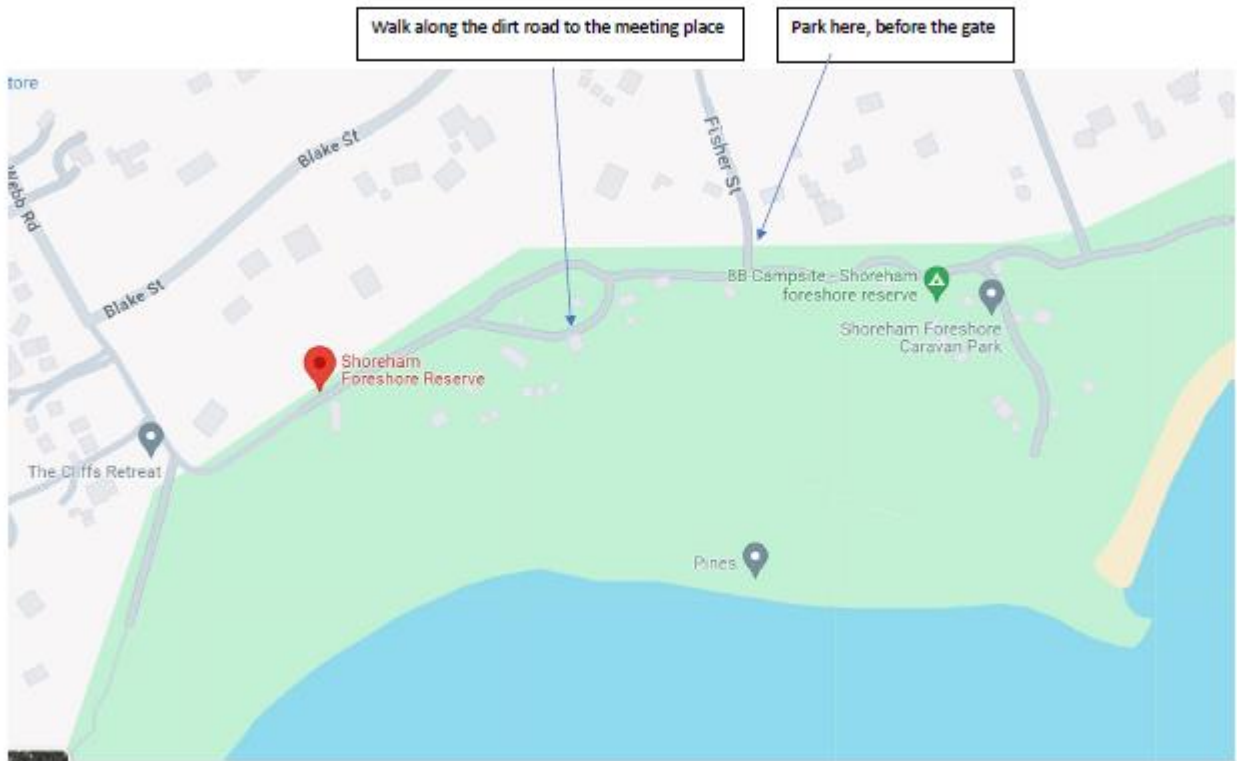 Walk along the dirt road to the meeting place
Park here, before the gate
tore
Blake St
Fisher St
Webb Rd
Blake St
8B Campsite - Shoreham
foreshore reserve
Shoreham Foreshore
Caravan Park
Shoreham
Foreshore Reserve
The Cliffs Retreat
Pines